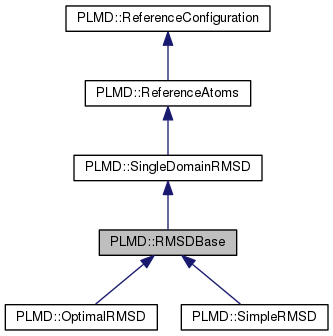 PLMD::ReferenceConfiguration
PLMD::ReferenceAtoms
PLMD::SingleDomainRMSD
PLMD::RMSDBase
PLMD::OptimalRMSD
PLMD::SimpleRMSD